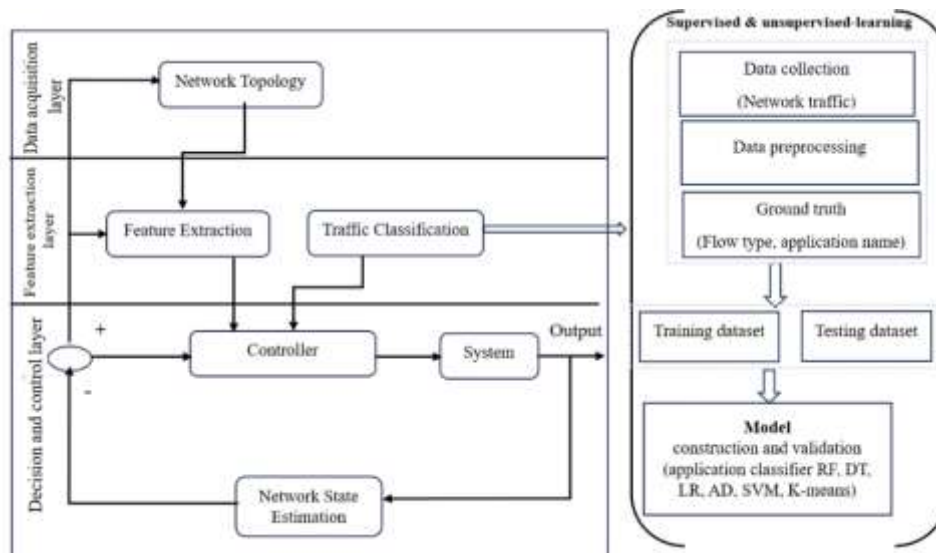 Data acquisition
layer
Network Topology
Feature extraction
layer
Feature Extraction
Traffic Classification
Decision and control layer
+
-
Controller
System
Output
Network State
Estimation
Supervised & unsupervised-learning
Data collection
(Network traffic)
Data preprocessing
Ground truth
(Flow type, application name)
Training dataset
Testing dataset
Model
construction and validation
(application classifier RF, DT,
LR, AD, SVM, K-means)